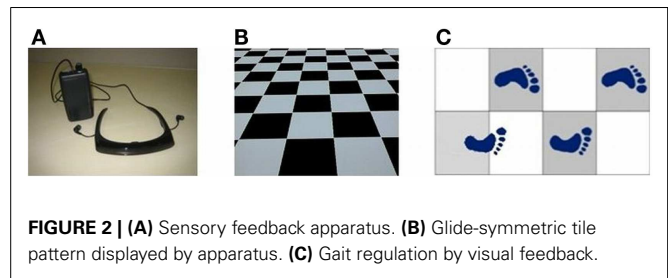 A B C
FIGURE 2 | (A) Sensory feedback apparatus. (B) Glide-symmetric tile
pattern displayed by apparatus. (C) Gait regulation by visual feedback.